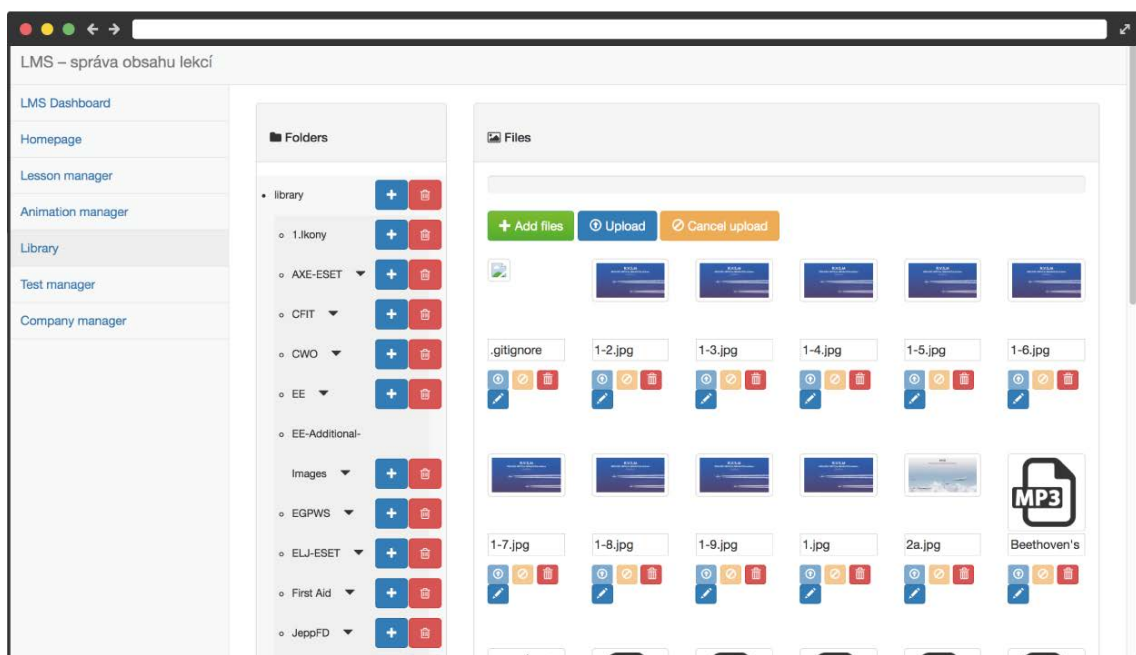 LMS – správa obsahu lekcí
LMS Dashboard
Homepage
Lesson manager
Animation manager
Library
Test manager
Company manager
Folders
library
1.Ikony
AXE-ESET
CFIT
CWO
EE
EE-Additional-
Images
EGPWS
ELJ-ESET
First Aid
JeppFD
Files
Add files
Upload
Cancel upload
.gitignore
1-2.jpg
1-3.jpg
1-4.jpg
1-5.jpg
1-6.jpg
MP3
1-7.jpg
1-8.jpg
1-9.jpg
1.jpg
2a.jpg
Beethoven's